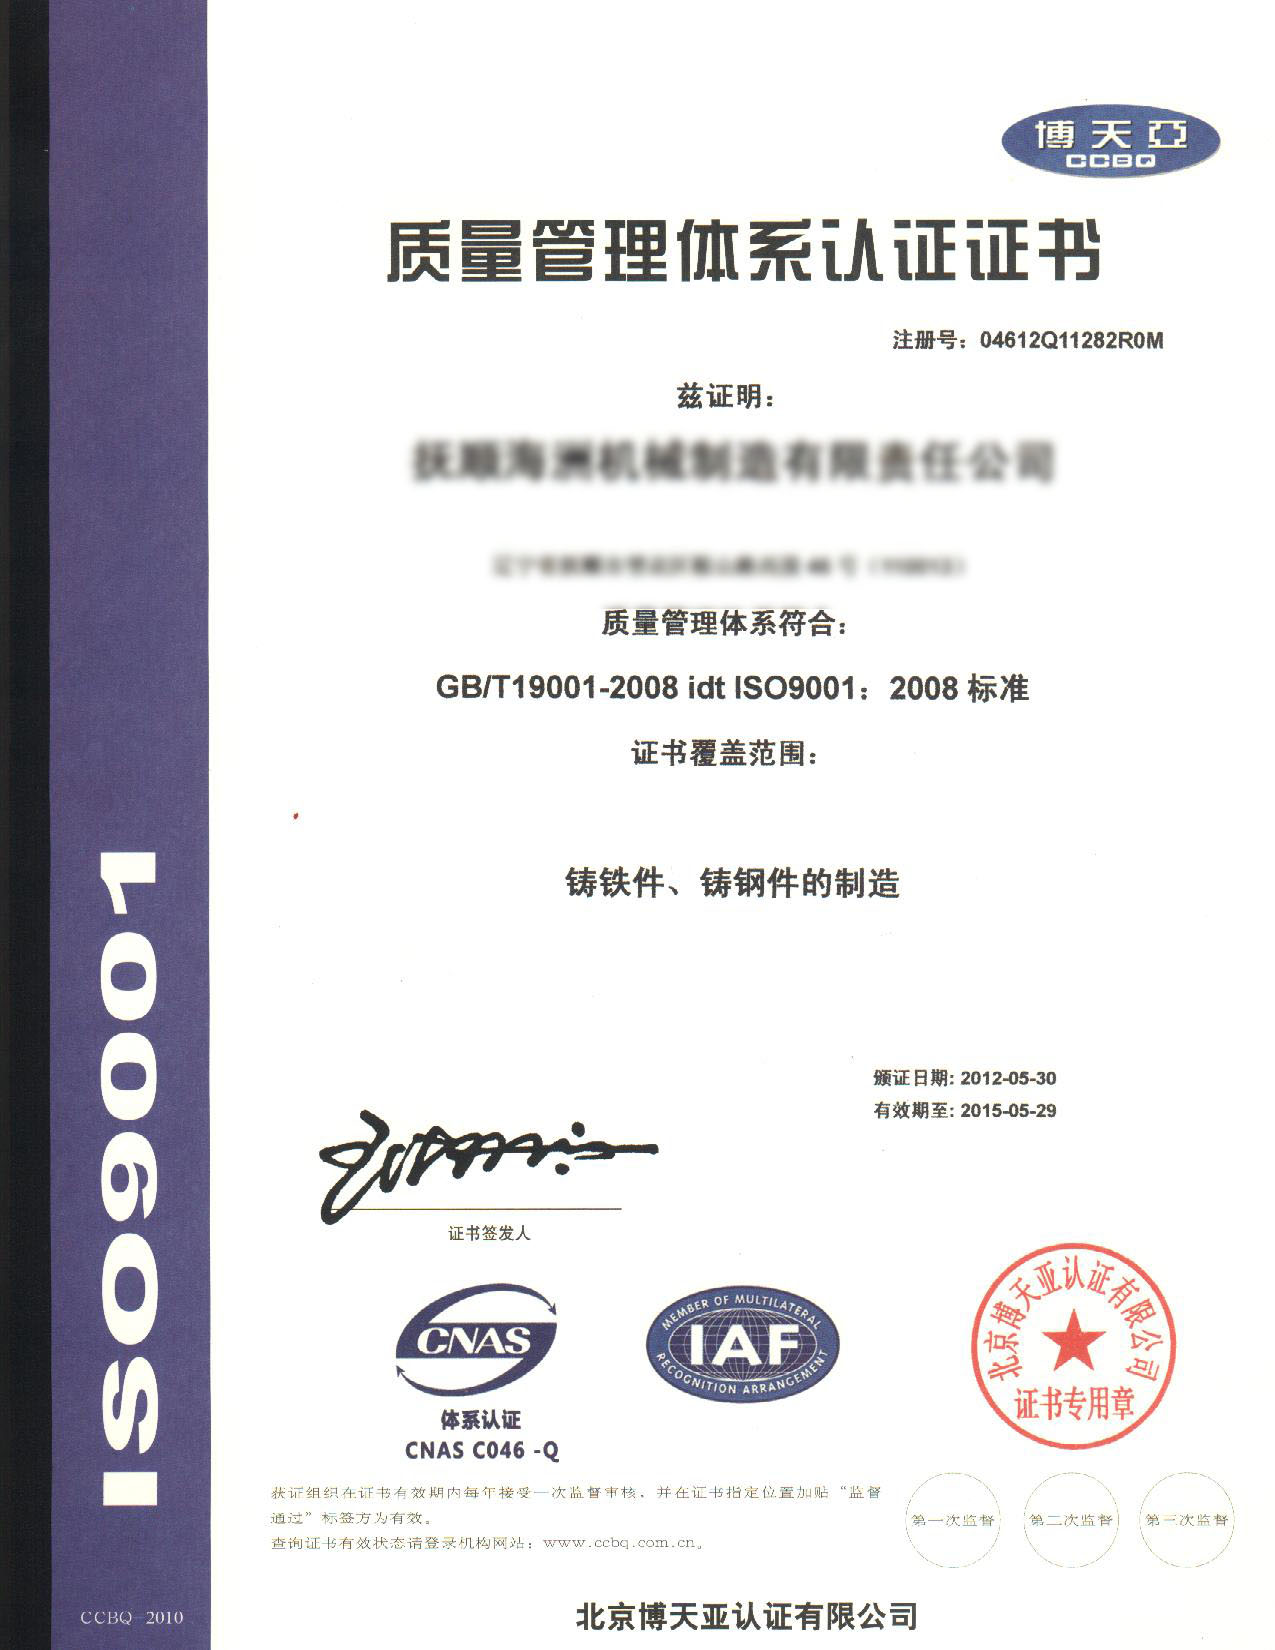 博天亞
CCBQ
质量管理体系认证证书
注册号：04612Q11282R0M
兹证明：
质量管理体系符合：
GB/T19001-2008 idt ISO9001：2008 标准
证书覆盖范围：
铸铁件、铸钢件的制造
颁证日期: 2012-05-30
有效期至: 2015-05-29
证书签发人
CNAS
体系认证
CNAS C046 -Q
MEMBER OF MULTILATERAL
IAF
RECOGNITION ARRANGEMENT
北京博天亚认证有限公司
证书专用章
获证组织在证书有效期内每年接受一次监督审核，并在证书指定位置加贴“监督
通过”标签方为有效。
查询证书有效状态请登录机构网站：www.ccbq.com.cn。
第一次监督
第二次监督
第三次监督
北京博天亚认证有限公司
ISO9001
CCBQ-2010